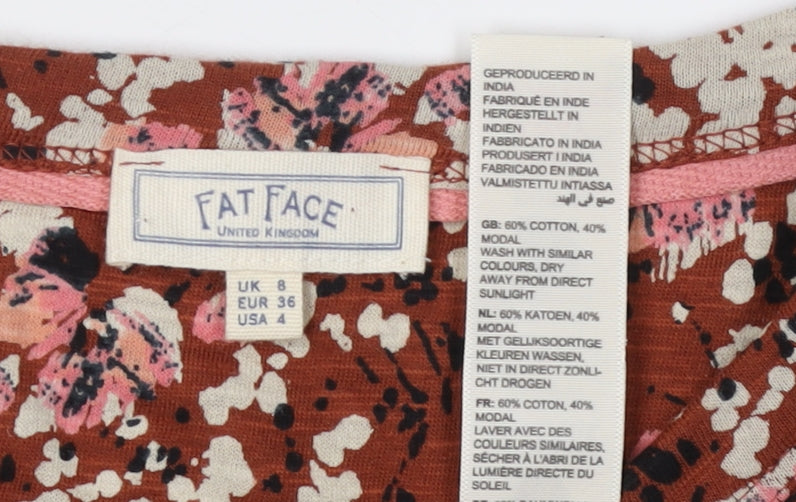 FAT FACE
UNITED KINGDOM
UK 8
EUR 36
USA 4
GEPRODUCEERD IN
INDIA
FABRIQUÉ EN INDE
HERGESTELLT IN
INDIEN
FABBRICATO IN INDIA
PRODUSERT I INDIA
FABRICADO EN INDIA
VALMISTETTU INTIASSA
صنع في الهند
GB: 60% COTTON, 40%
MODAL
WASH WITH SIMILAR
COLOURS, DRY
AWAY FROM DIRECT
SUNLIGHT
NL: 60% KATOEN, 40%
MODAL
MET GELIJKSOORTIGE
KLEUREN WASSEN,
NIET IN DIRECT ZONLI-
CHT DROGEN
FR: 60% COTON, 40%
MODAL
LAVER AVEC DES
COULEURS SIMILAIRES,
SÉCHER À L'ABRI DE LA
LUMIÈRE DIRECTE DU
SOLEIL